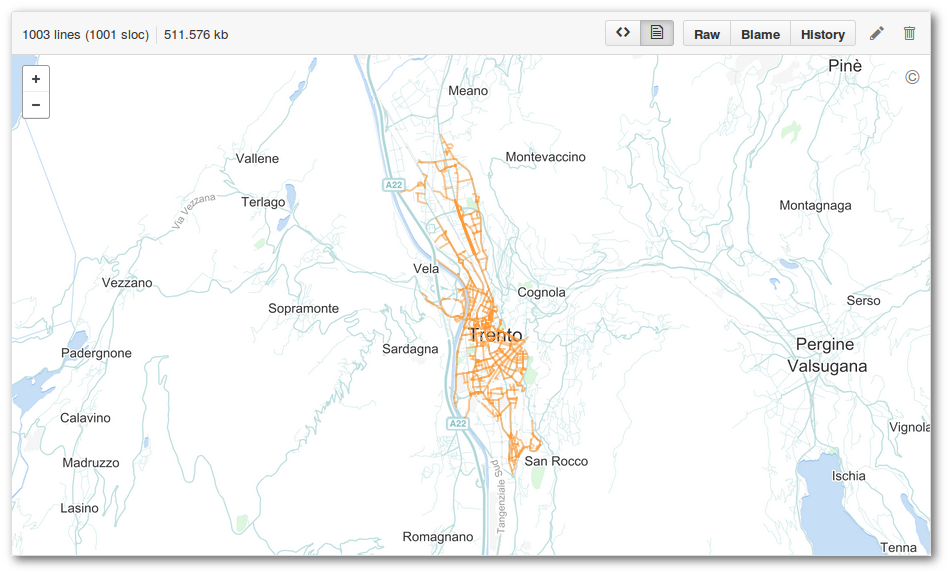 1003 lines (1001 sloc) 511.576 kb
<> Raw Blame History
+
−
©
Pinè
Meano
Montevaccino
Vallene
A22
Via Vezzana
Terlago
Montagnaga
Vela
Vezzano
Cognola
Sopramonte
Serso
Trento
Sardagna
Padergnone
Pergine
Valsugana
Calavino
A22
Vignola
Madruzzo
San Rocco
Tangenziale Sud
Ischia
Lasino
Romagnano
Tenna